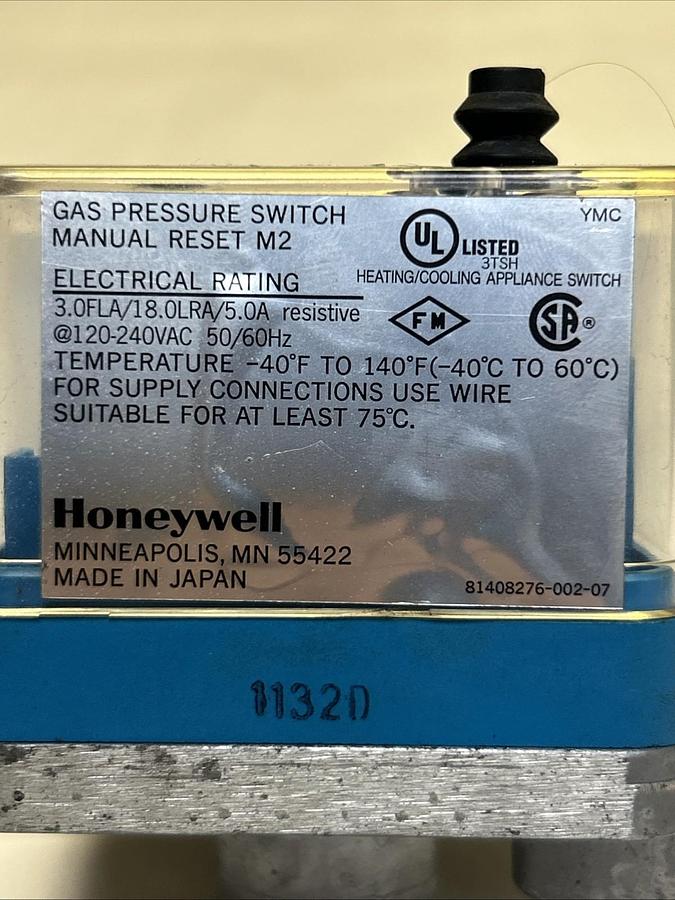 GAS PRESSURE SWITCH
MANUAL RESET M2
UL LISTED
3TSH
YMC
HEATING/COOLING APPLIANCE SWITCH
ELECTRICAL RATING
3.0FLA/18.0LRA/5.0A resistive
@120-240VAC 50/60Hz
FM
SA®
TEMPERATURE -40°F TO 140°F(-40°C TO 60°C)
FOR SUPPLY CONNECTIONS USE WIRE
SUITABLE FOR AT LEAST 75°C.
Honeywell
MINNEAPOLIS, MN 55422
MADE IN JAPAN
81408276-002-07
1132D